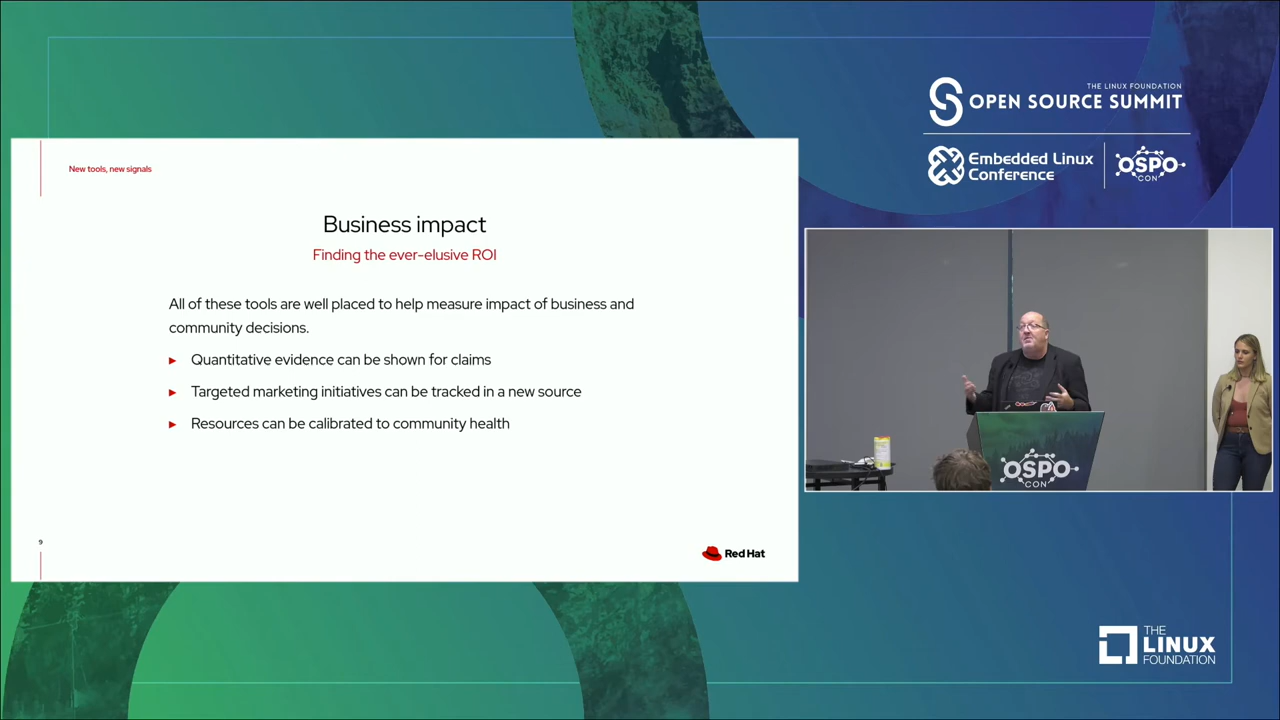 THE LINUX FOUNDATION
OPEN SOURCE SUMMIT
Embedded Linux
Conference
OSPO
CON
New tools, new signals
Business impact
Finding the ever-elusive ROI
All of these tools are well placed to help measure impact of business and
community decisions.
Quantitative evidence can be shown for claims
Targeted marketing initiatives can be tracked in a new source
Resources can be calibrated to community health
9
Red Hat
OSPO
CON
THE
LINUX
FOUNDATION